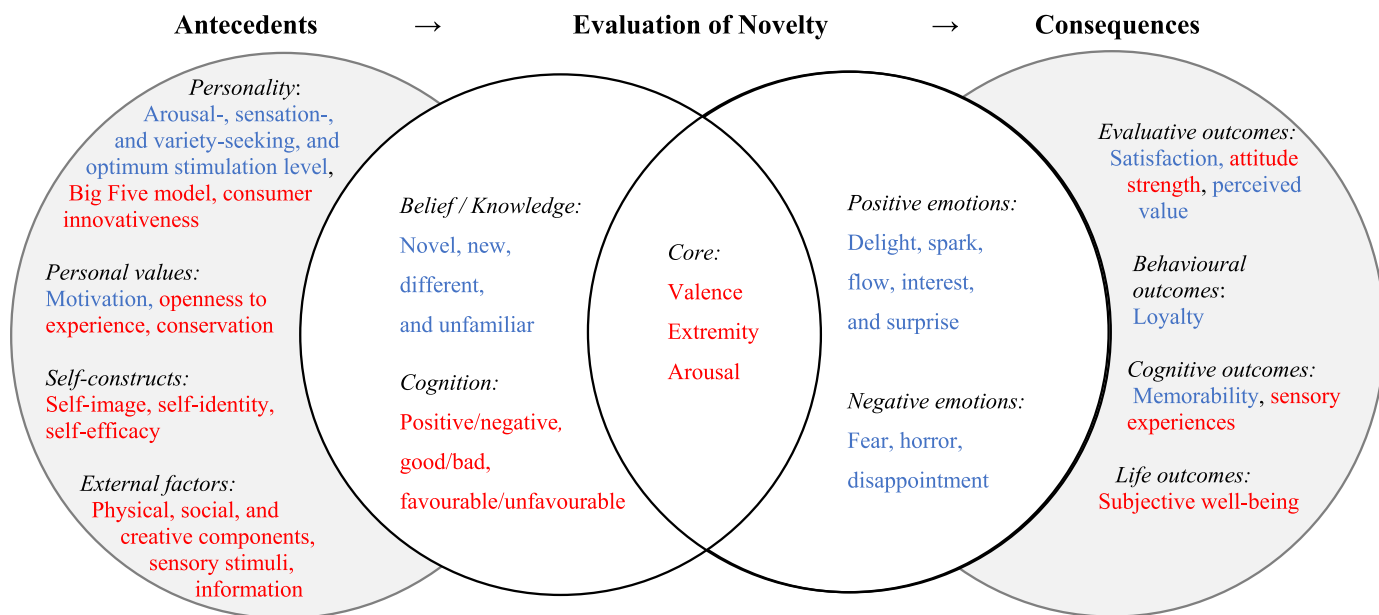 Antecedents → Evaluation of Novelty → Consequences
Personality:
Arousal-, sensation-,
and variety-seeking, and
optimum stimulation level,
Big Five model, consumer
innovativeness
Personal values:
Motivation, openness to
experience, conservation
Self-constructs:
Self-image, self-identity,
self-efficacy
External factors:
Physical, social, and
creative components,
sensory stimuli,
information
Belief / Knowledge:
Novel, new,
different,
and unfamiliar
Cognition:
Positive/negative,
good/bad,
favourable/unfavourable
Core:
Valence
Extremity
Arousal
Positive emotions:
Delight, spark,
flow, interest,
and surprise
Negative emotions:
Fear, horror,
disappointment
Evaluative outcomes:
Satisfaction, attitude
strength, perceived
value
Behavioural
outcomes:
Loyalty
Cognitive outcomes:
Memorability, sensory
experiences
Life outcomes:
Subjective well-being